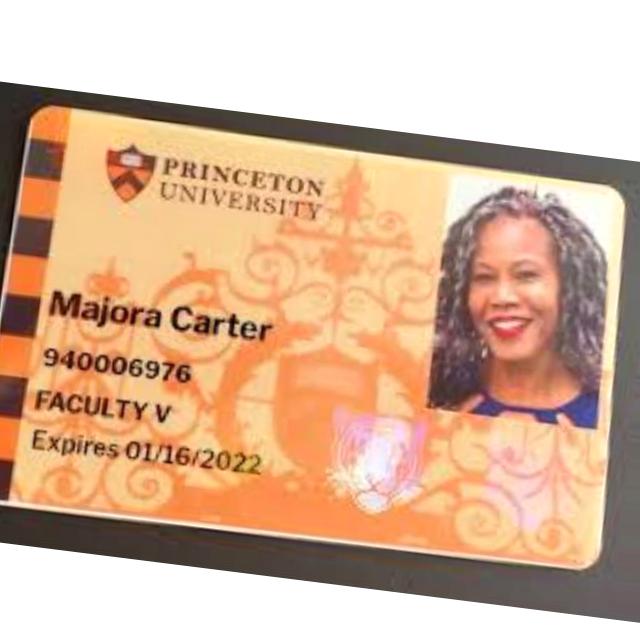 PRINCETON
UNIVERSITY
Majora Carter
940006976
FACULTY V
Expires 01/16/2022